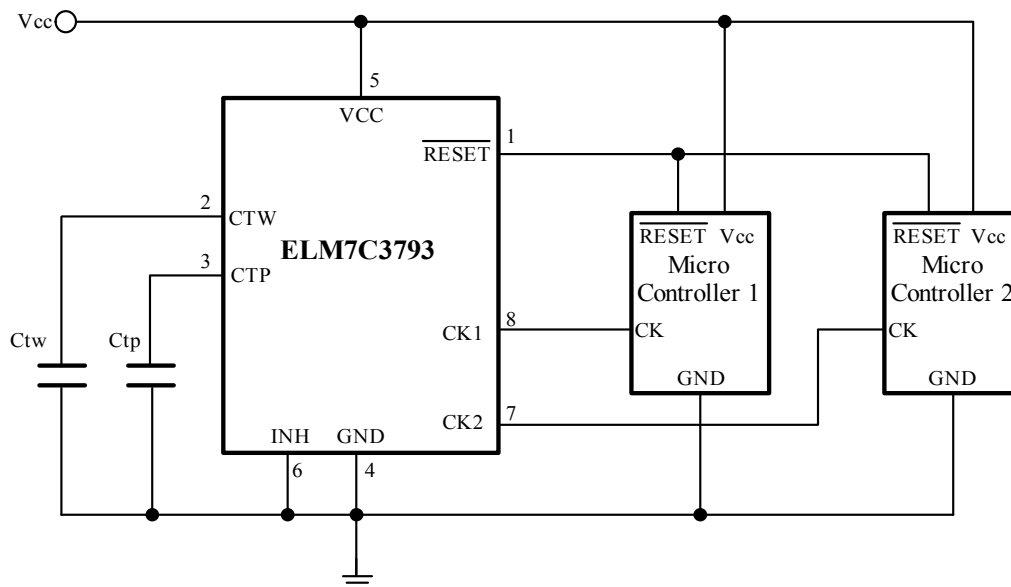 Vcc
5
VCC
1
RESET
2
CTW
ELM7C3793
3
CTP
RESET Vcc
Micro
Controller 1
RESET Vcc
Micro
Controller 2
Ctw
Ctp
CK1
8
CK
CK
GND
GND
CK2
7
INH
GND
6
4